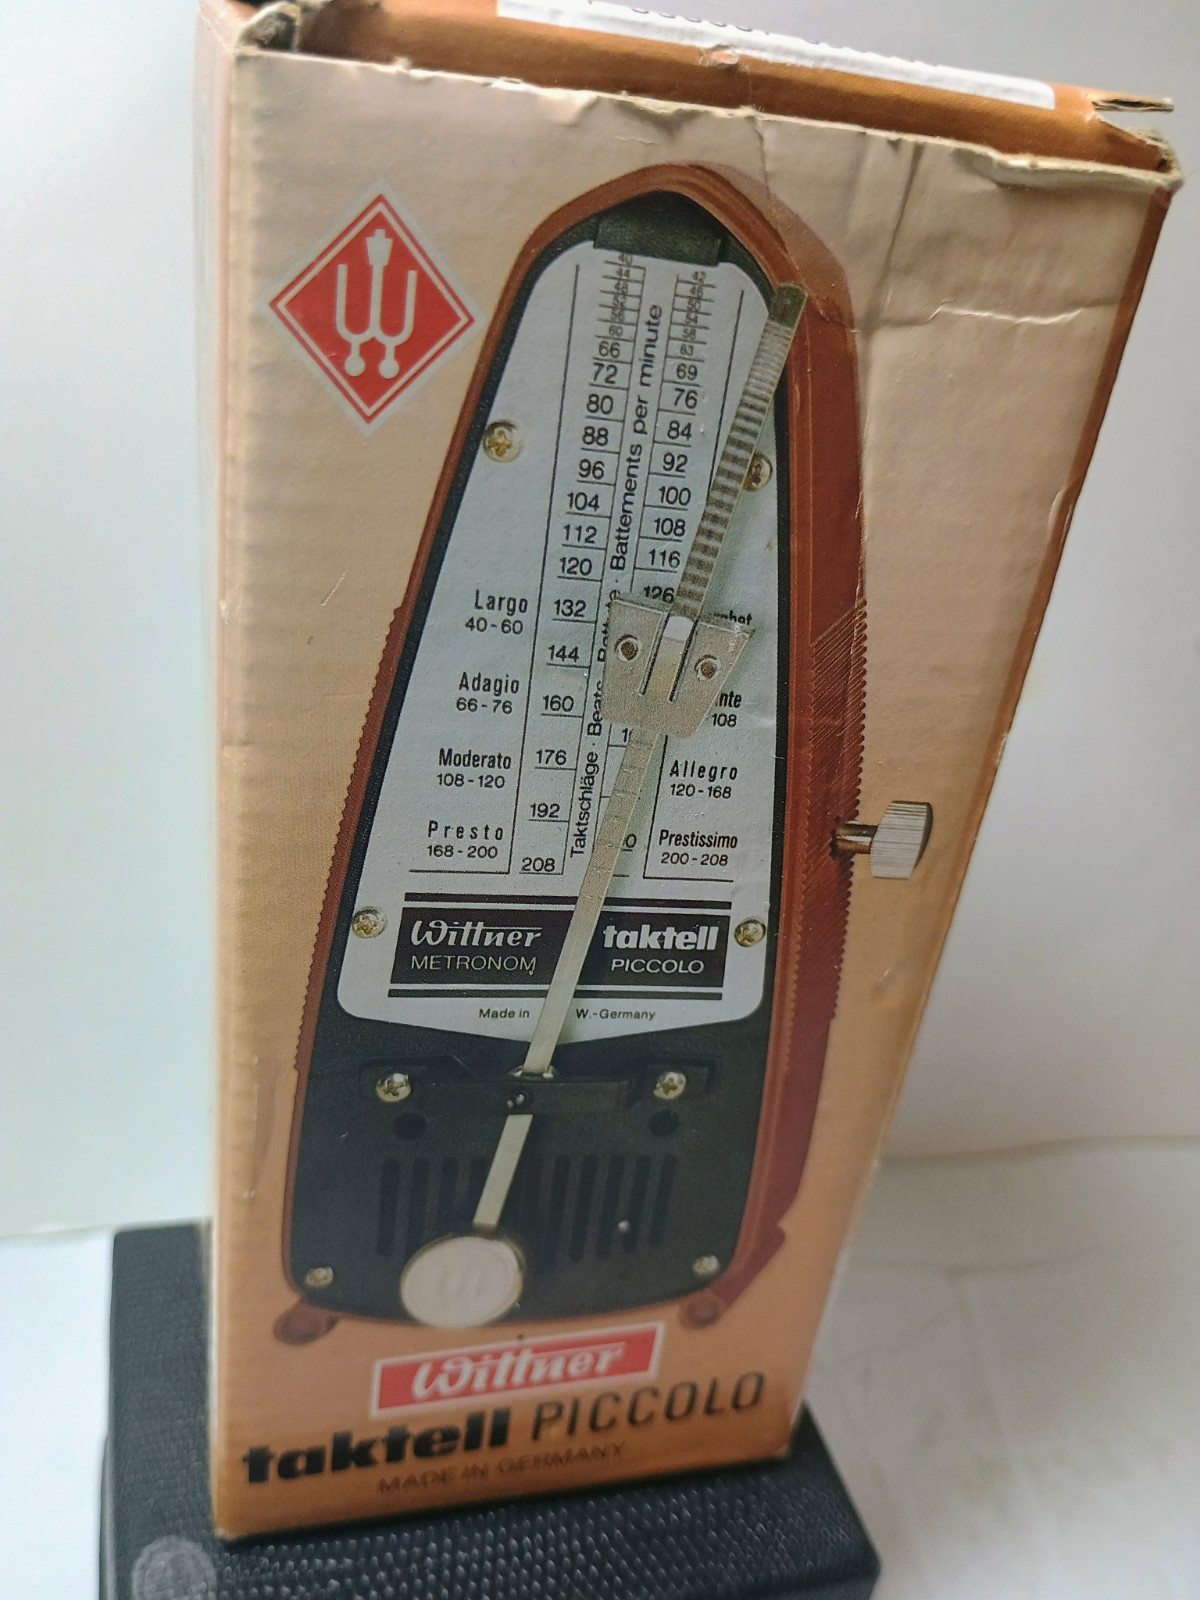 66
72
80
88
96
104
112
120
132
144
160
176
192
208
63
69
76
84
92
100
108
116
126
Battements per minute
Taktschläge · Beats
Largo
40-60
Adagio
66-76
Moderato
108-120
Presto
168-200
108
Allegro
120-168
Prestissimo
200-208
Wittner taktell
METRONOM PICCOLO
Made in W.-Germany
Wittner
taktell PICCOLO
MADE IN GERMANY